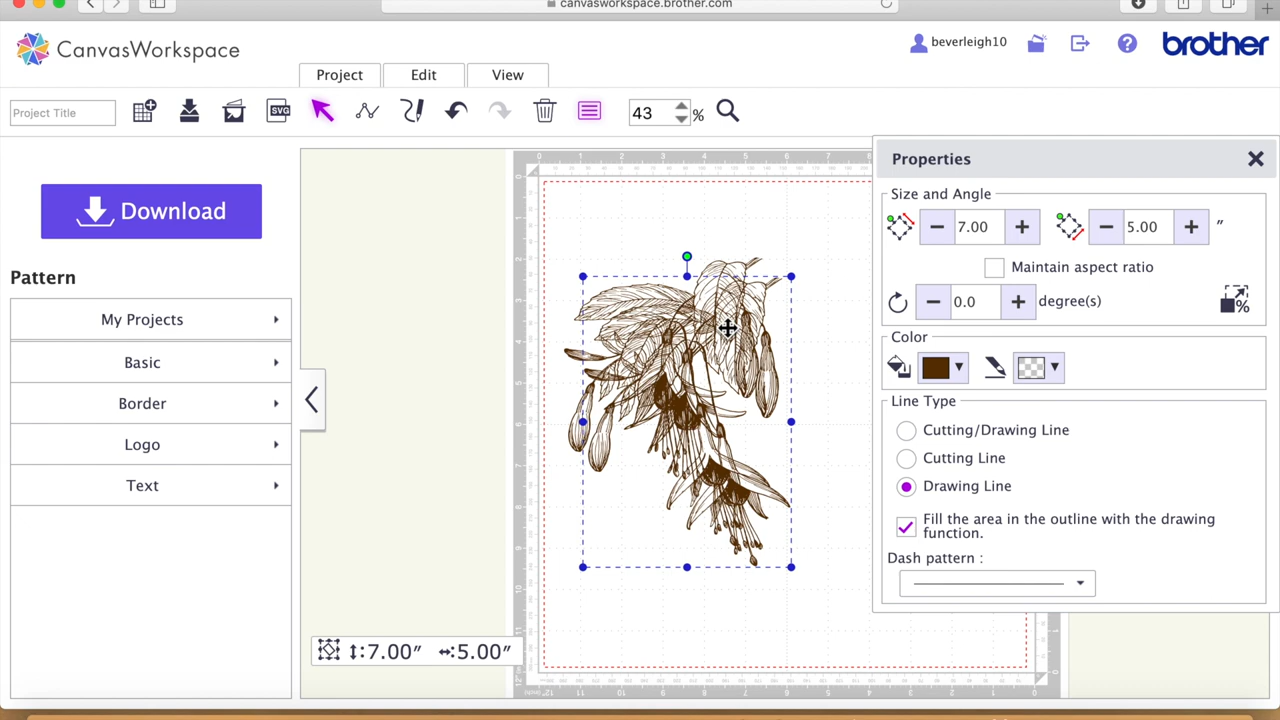 canvasworkspace.brother.com
CanvasWorkspace
beverleigh10
brother
Project
Edit
View
Project Title
SVG
43
%
Properties
Size and Angle
7.00
5.00
″
Maintain aspect ratio
0.0
degree(s)
%
Color
Line Type
Cutting/Drawing Line
Cutting Line
Drawing Line
Fill the area in the outline with the drawing
function.
Dash pattern :
Download
Pattern
My Projects
Basic
Border
Logo
Text
7.00″
5.00″